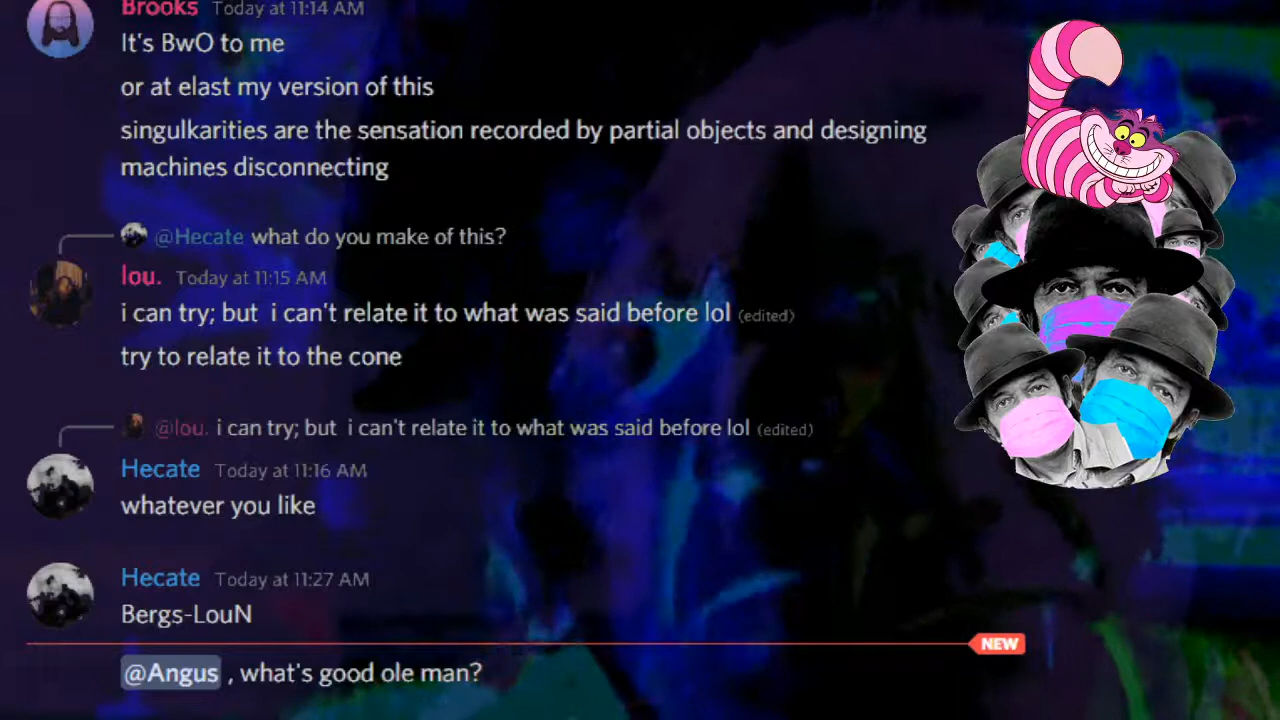 Brooks Today at 11:14 AM
It's BwO to me
or at elast my version of this
singulkarities are the sensation recorded by partial objects and designing
machines disconnecting
@Hecate what do you make of this?
lou. Today at 11:15 AM
i can try; but i can't relate it to what was said before lol (edited)
try to relate it to the cone
@lou. i can try; but i can't relate it to what was said before lol (edited)
Hecate Today at 11:16 AM
whatever you like
Hecate Today at 11:27 AM
Bergs-LouN
NEW
@Angus , what's good ole man?